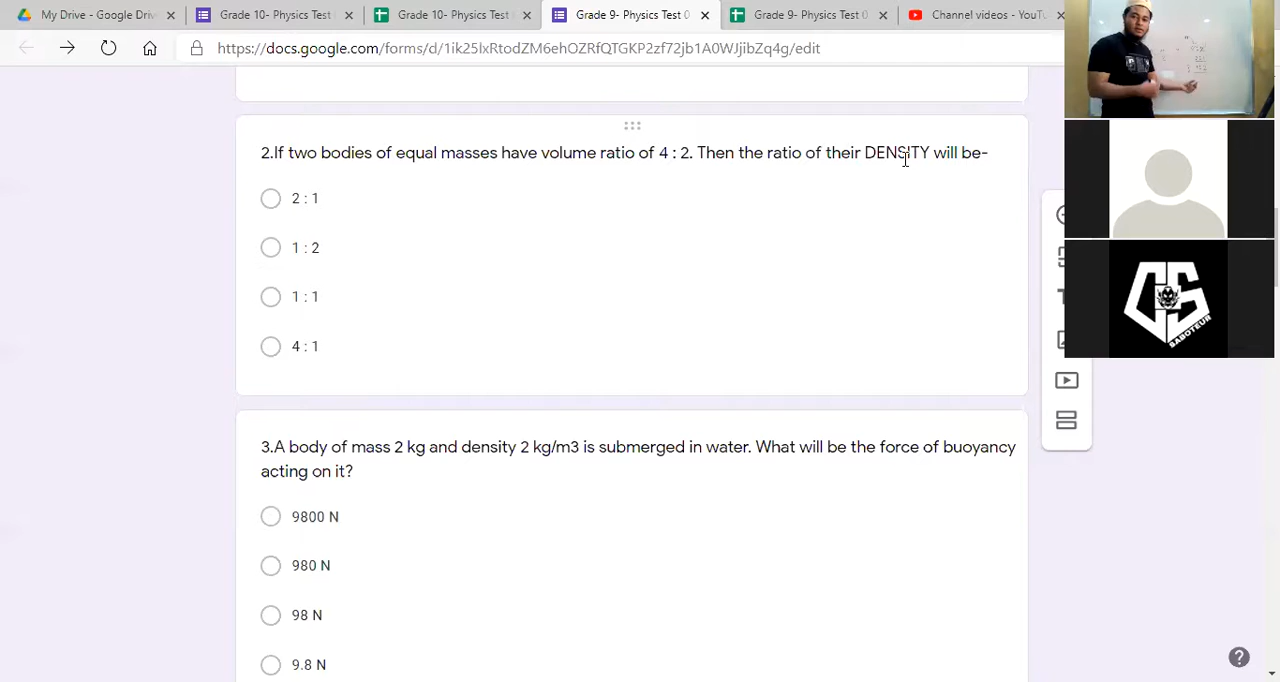 My Drive - Google Driv
Grade 10- Physics Test
Grade 10- Physics Test
Grade 9- Physics Test 0
Grade 9- Physics Test 0
Channel videos - YouTu
https://docs.google.com/forms/d/1ik25lxRtodZM6ehOZRfQTGKP2zf72jb1A0WJjibZq4g/edit
2.If two bodies of equal masses have volume ratio of 4 : 2. Then the ratio of their DENSITY will be-
2 : 1
1 : 2
1 : 1
4 : 1
3.A body of mass 2 kg and density 2 kg/m3 is submerged in water. What will be the force of buoyancy
acting on it?
9800 N
980 N
98 N
9.8 N
SABOTEUR